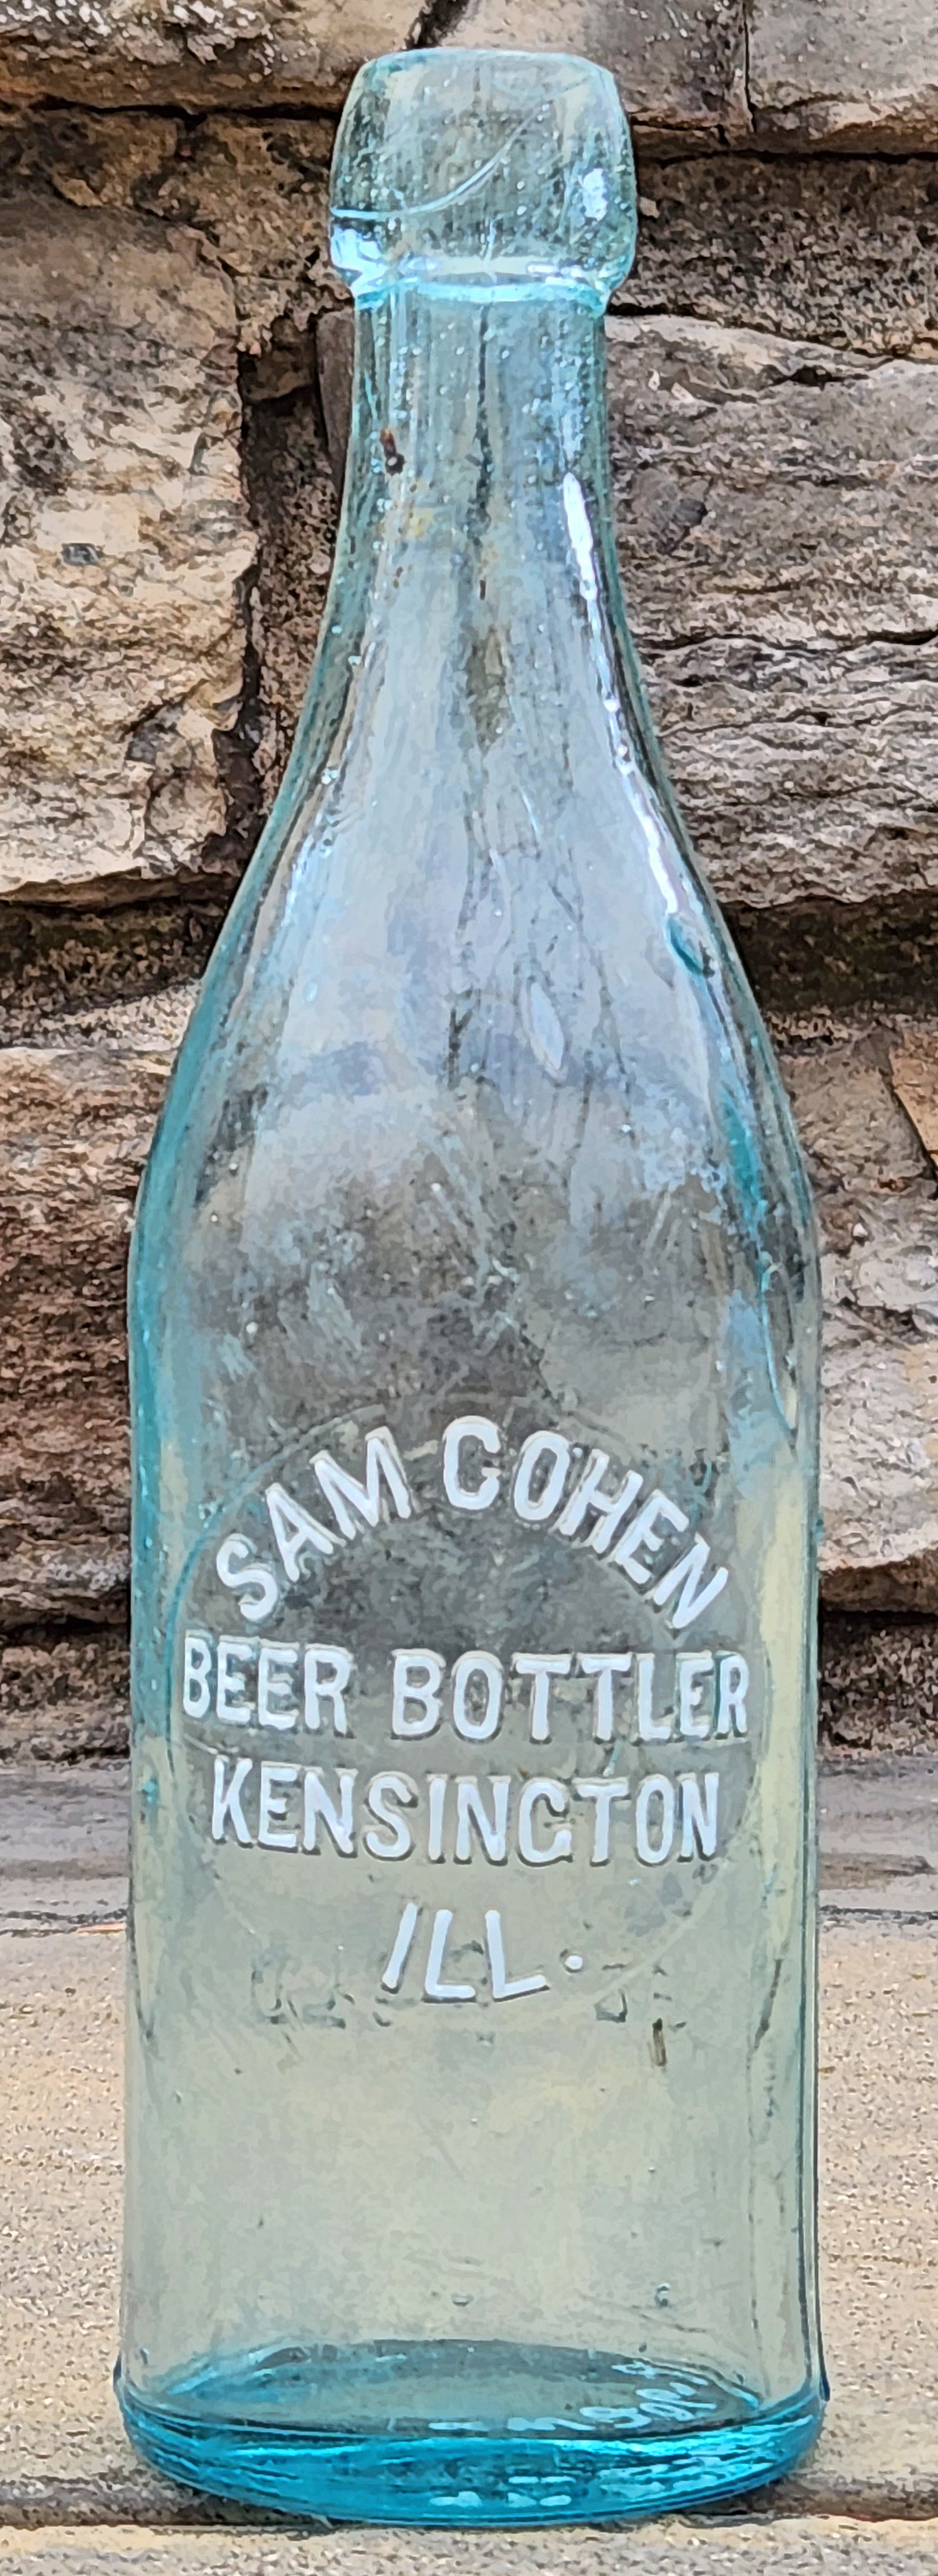 SAM COHEN
BEER BOTTLER
KENSINGTON
ILL.